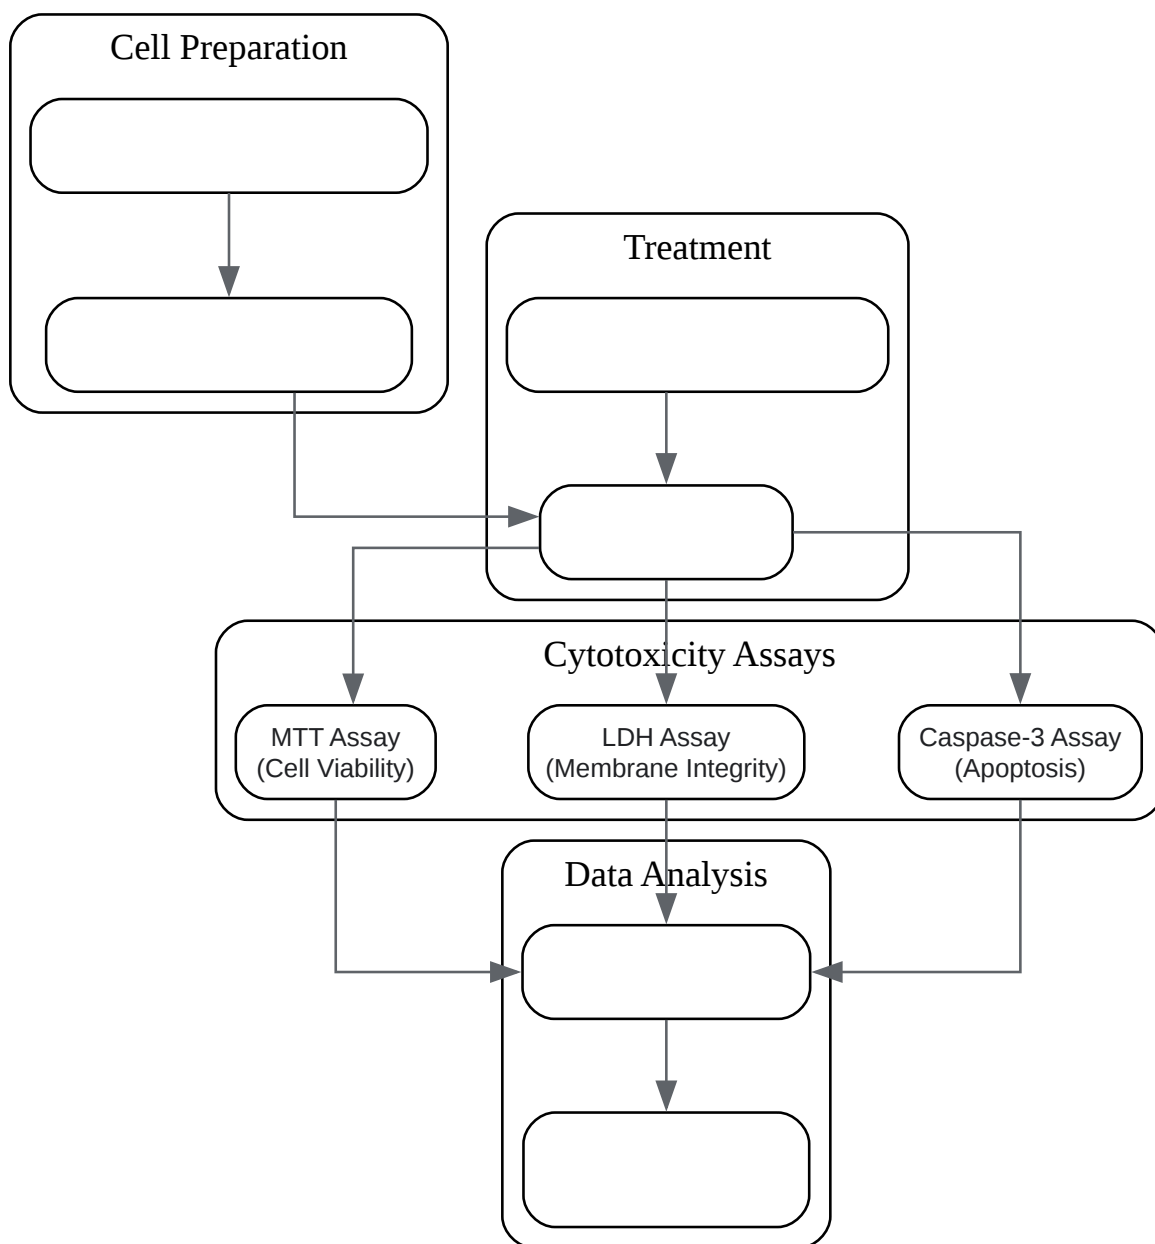 Cell Preparation
Treatment
Cytotoxicity Assays
MTT Assay
(Cell Viability)
LDH Assay
(Membrane Integrity)
Caspase-3 Assay
(Apoptosis)
Data Analysis